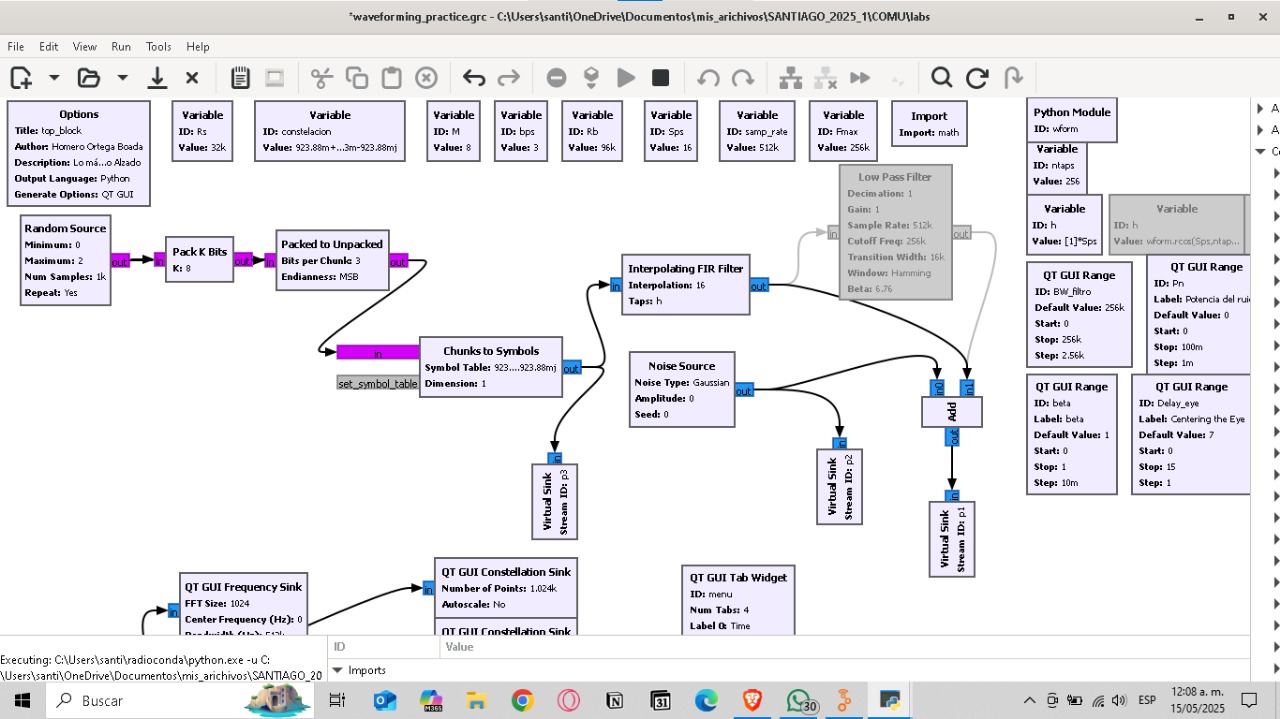 *waveforming_practice.grc - C:\Users\santi\OneDrive\Documentos\mis_arichivos\SANTIAGO_2025_1\COMU\labs
File Edit View Run Tools Help
Options
Title: top_block
Author: Homero Ortega Boada
Description: Lo má...o Alzado
Output Language: Python
Generate Options: QT GUI
Variable
ID: Rs
Value: 32k
Variable
ID: constelacion
Value: 923.88m+...3m-923.88mj
Variable
ID: M
Value: 8
Variable
ID: bps
Value: 3
Variable
ID: Rb
Value: 96k
Variable
ID: Sps
Value: 16
Variable
ID: samp_rate
Value: 512k
Variable
ID: Fmax
Value: 256k
Import
Import: math
Python Module
ID: wform
Variable
ID: ntaps
Value: 256
Variable
ID: h
Value: [1]*Sps
Variable
ID: h
Value: wform.rcos(Sps,ntap...
Low Pass Filter
Decimation: 1
Gain: 1
Sample Rate: 512k
Cutoff Freq: 256k
Transition Width: 16k
Window: Hamming
Beta: 6.76
in
out
Random Source
Minimum: 0
Maximum: 2
Num Samples: 1k
Repeat: Yes
out
in
Pack K Bits
K: 8
out
in
Packed to Unpacked
Bits per Chunk: 3
Endianness: MSB
out
in
Interpolating FIR Filter
Interpolation: 16
Taps: h
out
in
set_symbol_table
Chunks to Symbols
Symbol Table: 923....923.88mj
Dimension: 1
out
Noise Source
Noise Type: Gaussian
Amplitude: 0
Seed: 0
out
in0
in1
Add
out
in
Virtual Sink
Stream ID: p3
in
Virtual Sink
Stream ID: p2
in
Virtual Sink
Stream ID: p1
QT GUI Range
ID: BW_filtro
Default Value: 256k
Start: 0
Stop: 256k
Step: 2.56k
QT GUI Range
ID: Pn
Label: Potencia del rui
Default Value: 0
Start: 0
Stop: 100m
Step: 1m
QT GUI Range
ID: beta
Label: beta
Default Value: 1
Start: 0
Stop: 1
Step: 10m
QT GUI Range
ID: Delay_eye
Label: Centering the Eye
Default Value: 7
Start: 0
Stop: 15
Step: 1
in
QT GUI Frequency Sink
FFT Size: 1024
Center Frequency (Hz): 0
Bandwidth (Hz): 512k
in
QT GUI Constellation Sink
Number of Points: 1.024k
Autoscale: No
QT GUI Constellation Sink
QT GUI Tab Widget
ID: menu
Num Tabs: 4
Label 0: Time
A
A
Co
Executing: C:\Users\santi\radioconda\python.exe -u C:
\Users\santi\OneDrive\Documentos\mis_arichivos\SANTIAGO_20
ID Value
Imports
Buscar
M365
31
30
ESP
12:08 a. m.
15/05/2025